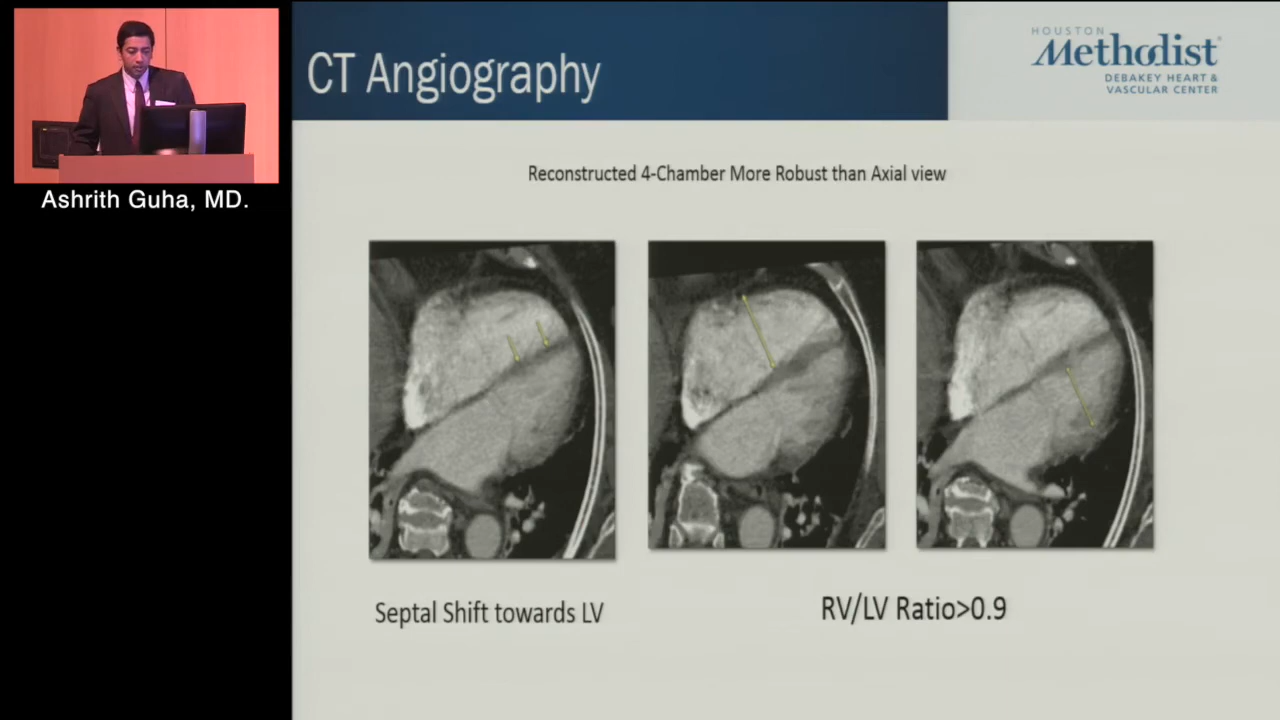 CT Angiography
HOUSTON
Methodist®
DEBAKEY HEART &
VASCULAR CENTER
Ashrith Guha, MD.
Reconstructed 4-Chamber More Robust than Axial view
Septal Shift towards LV
RV/LV Ratio>0.9